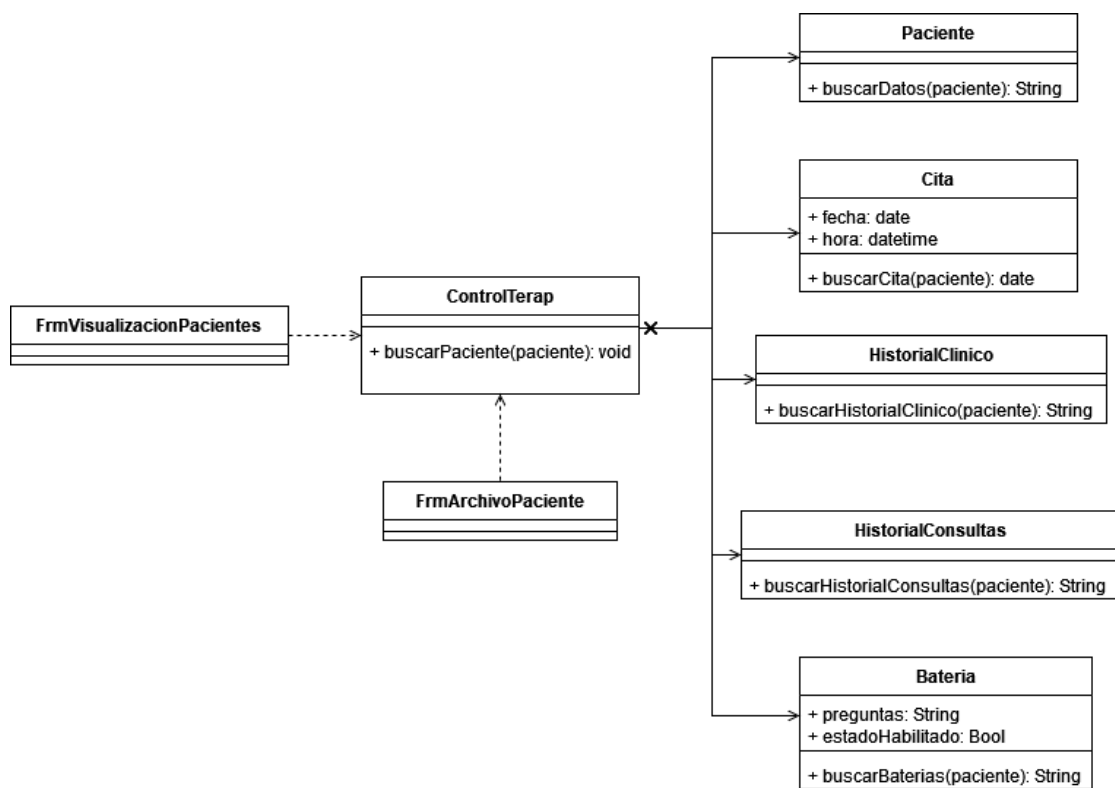 Paciente
+ buscarDatos(paciente): String
Cita
+ fecha: date
+ hora: datetime
+ buscarCita(paciente): date
ControlTerap
+ buscarPaciente(paciente): void
FrmVisualizacionPacientes
HistorialClinico
+ buscarHistorialClinico(paciente): String
FrmArchivoPaciente
HistorialConsultas
+ buscarHistorialConsultas(paciente): String
Bateria
+ preguntas: String
+ estadoHabilitado: Bool
+ buscarBaterias(paciente): String